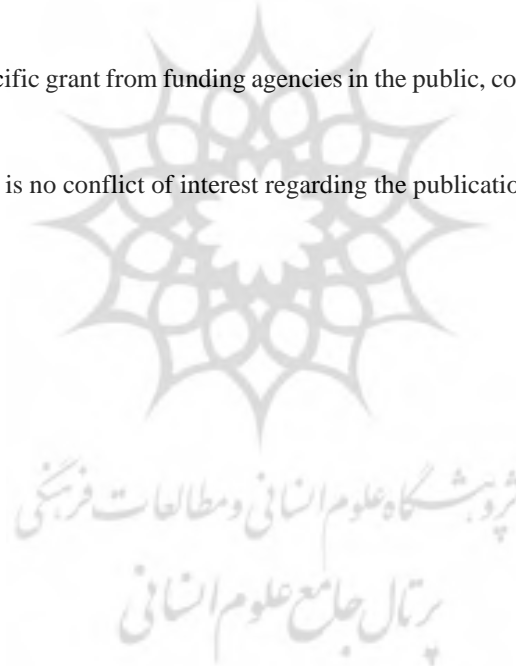 cific grant from funding agencies in the public, co
is no conflict of interest regarding the publicatio
پژوهشگاه علوم انسانی و مطالعات فرهنگی
پرتال جامع علوم انسانی